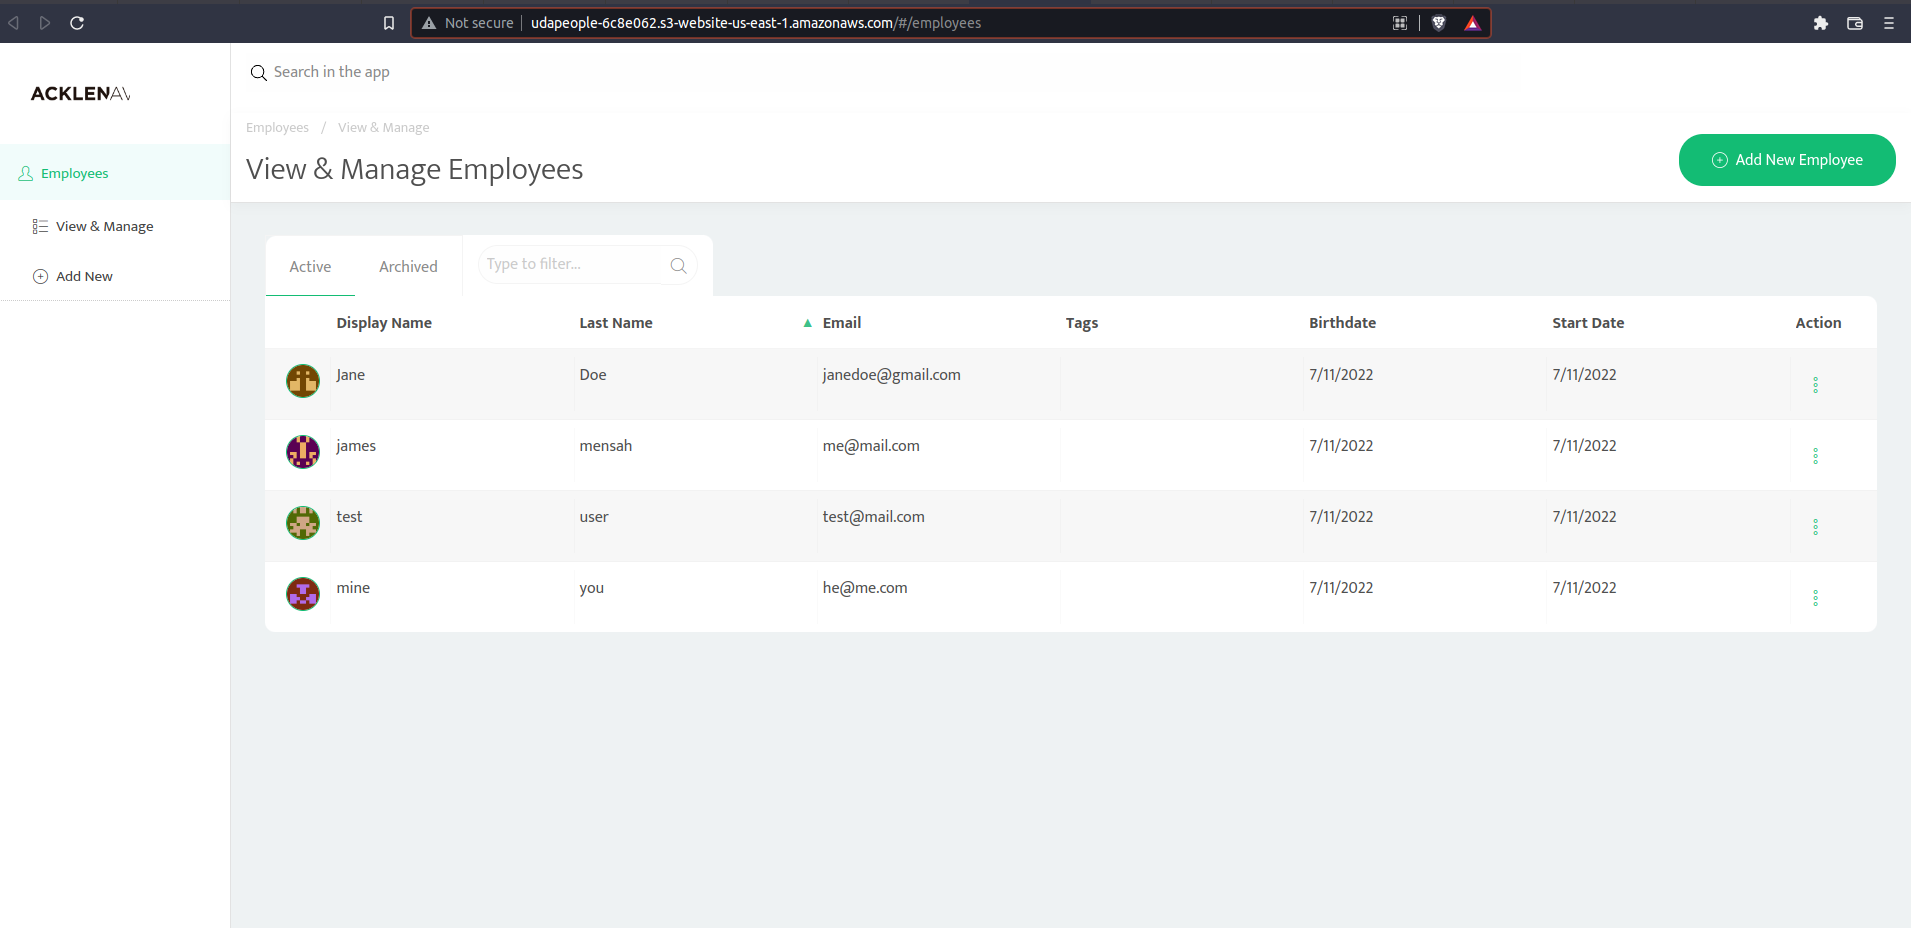 Not secure udapeople-6c8e062.s3-website-us-east-1.amazonaws.com/#/employees
ACKLENAV
Search in the app
Employees / View & Manage
View & Manage Employees
Add New Employee
Employees
View & Manage
Add New
Active Archived Type to filter...
Display Name Last Name ▲ Email Tags Birthdate Start Date Action
Jane Doe janedoe@gmail.com 7/11/2022 7/11/2022
james mensah me@mail.com 7/11/2022 7/11/2022
test user test@mail.com 7/11/2022 7/11/2022
mine you he@me.com 7/11/2022 7/11/2022